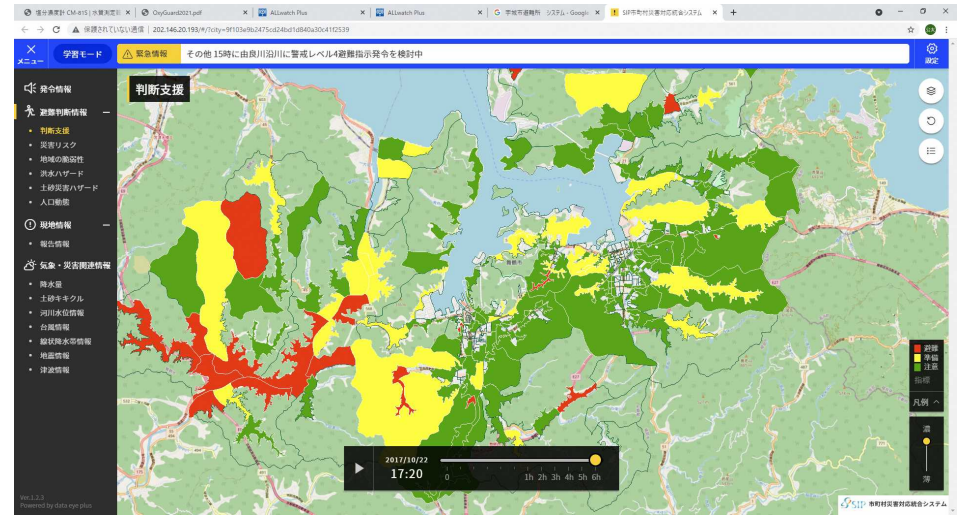 塩分濃度計 CM-61S | 水質測定器
OxyGuard2021.pdf
ALLwatch Plus
ALLwatch Plus
宇城市避難所 システム - Google
SIP市町村災害対応統合システム
保護されていない通信 | 202.146.20.193/#/?city=9f103e9b2475cd24bd1d840a30c41f2539
メニュー
学習モード
緊急情報
その他 15時に由良川沿川に警戒レベル4避難指示発令を検討中
設定
発令情報
避難判断情報
判断支援
災害リスク
地域の脆弱性
洪水ハザード
土砂災害ハザード
人口動態
現地情報
報告情報
気象・災害関連情報
降水量
土砂キキクル
河川水位情報
台風情報
線状降水帯情報
地震情報
津波情報
Ver.1.2.3
Powered by data eye plus
判断支援
避難
準備
注意
指標
凡例
濃
薄
2017/10/22
17:20
0 1h 2h 3h 4h 5h 6h
SIP 市町村災害対応統合システム